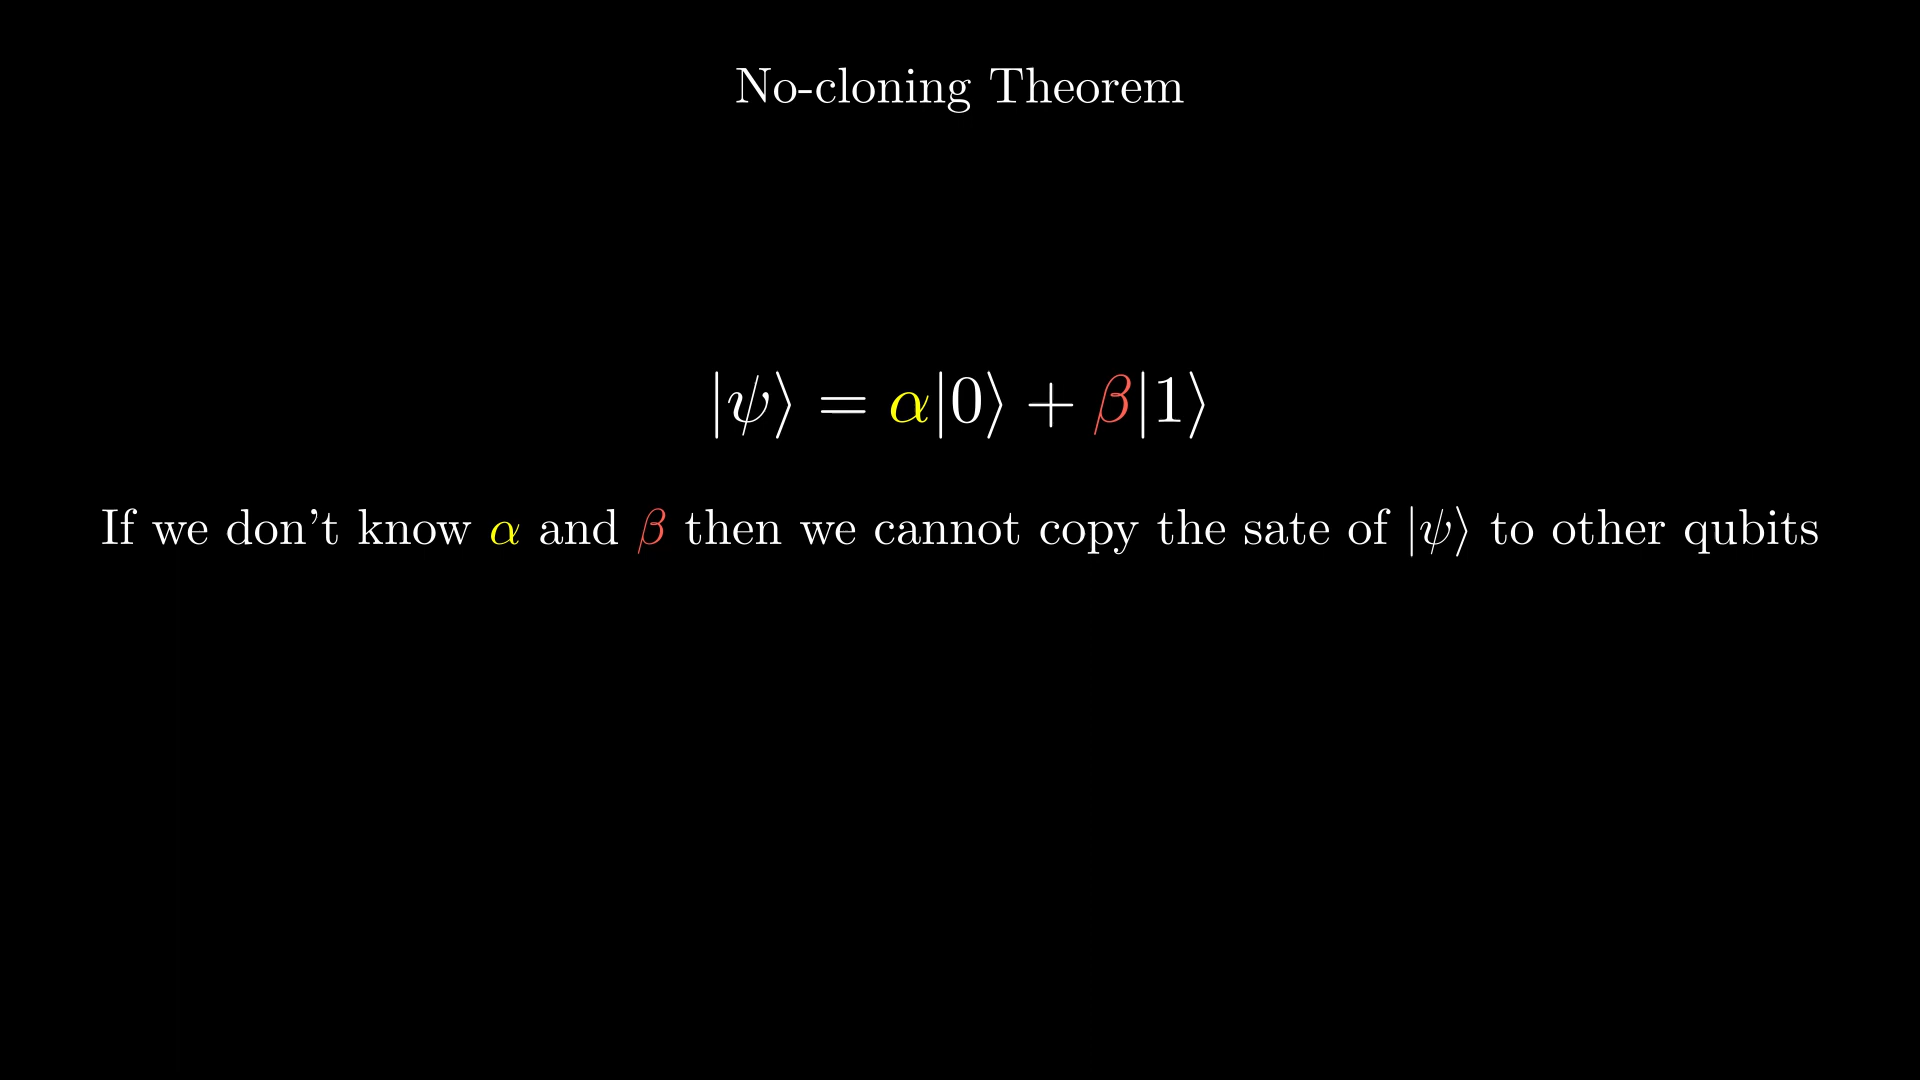 No-cloning Theorem
|ψ⟩ = α|0⟩ + β|1⟩
If we don't know α and β then we cannot copy the sate of |ψ⟩ to other qubits